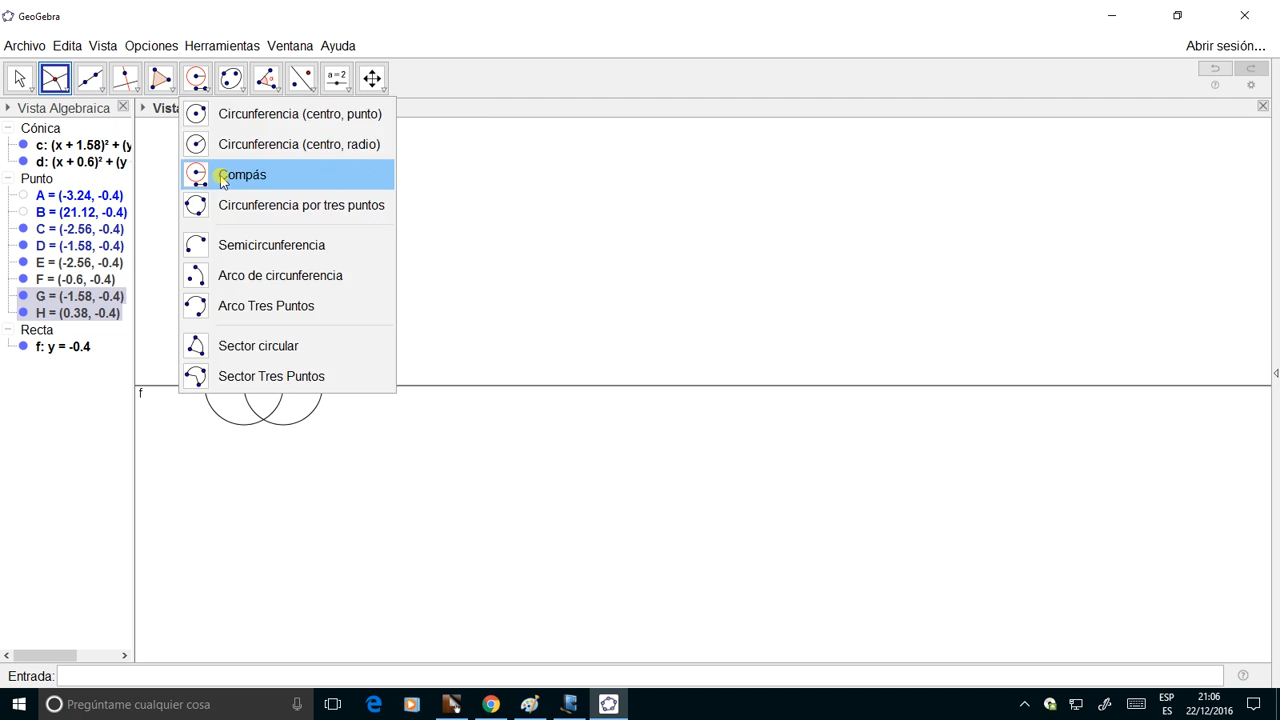 GeoGebra
Archivo Edita Vista Opciones Herramientas Ventana Ayuda
Abrir sesión...
a=2
Vista Algebraica
Vista
Cónica
c: (x + 1.58)² + (y
d: (x + 0.6)² + (y
Punto
A = (-3.24, -0.4)
B = (21.12, -0.4)
C = (-2.56, -0.4)
D = (-1.58, -0.4)
E = (-2.56, -0.4)
F = (-0.6, -0.4)
G = (-1.58, -0.4)
H = (0.38, -0.4)
Recta
f: y = -0.4
Circunferencia (centro, punto)
Circunferencia (centro, radio)
Compás
Circunferencia por tres puntos
Semicircunferencia
Arco de circunferencia
Arco Tres Puntos
Sector circular
Sector Tres Puntos
f
Entrada:
Pregúntame cualquier cosa
ESP
ES
21:06
22/12/2016